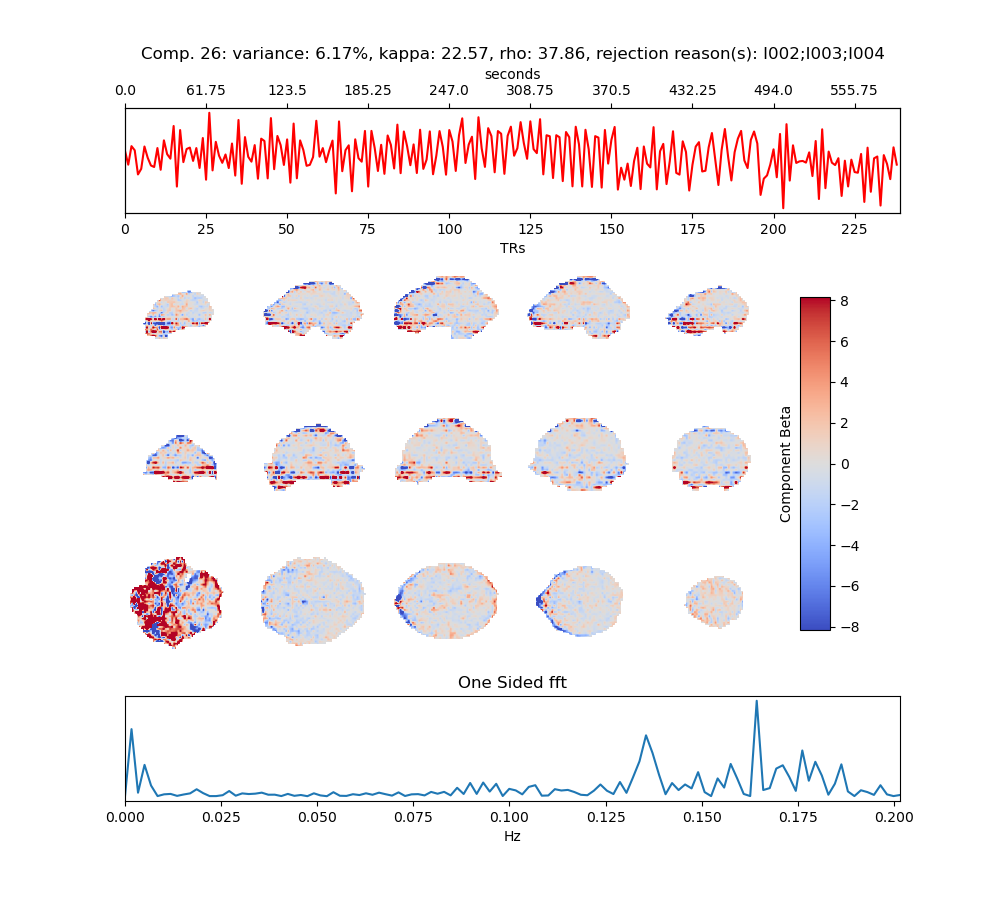 Comp. 26: variance: 6.17%, kappa: 22.57, rho: 37.86, rejection reason(s): I002;I003;I004
seconds
0.0 61.75 123.5 185.25 247.0 308.75 370.5 432.25 494.0 555.75
0 25 50 75 100 125 150 175 200 225
TRs
8
6
4
2
0
−2
−4
−6
−8
Component Beta
One Sided fft
0.000 0.025 0.050 0.075 0.100 0.125 0.150 0.175 0.200
Hz